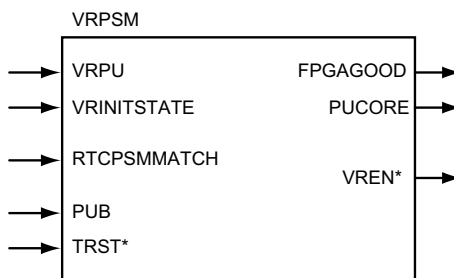 VRPSM
VRPU FPGAGOOD
VRINITSTATE PUCORE
RTCPSMMATCH
VREN*
PUB
TRST*